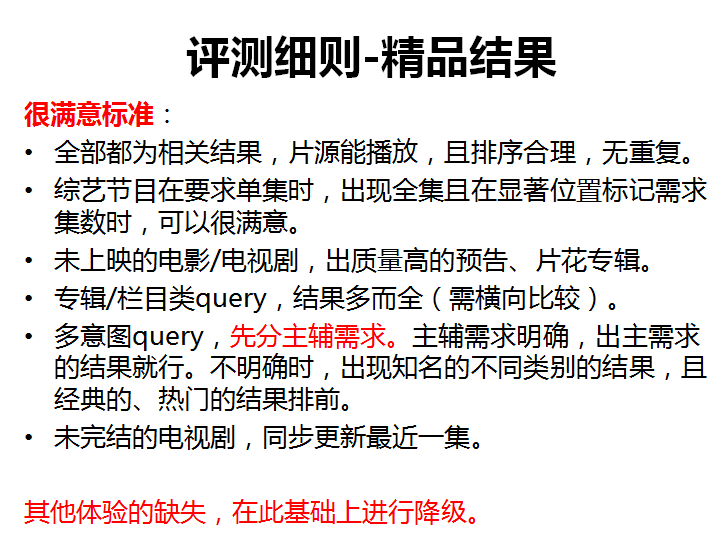 评测细则-精品结果
很满意标准：
• 全部都为相关结果，片源能播放，且排序合理，无重复。
• 综艺节目在要求单集时，出现全集且在显著位置标记需求
集数时，可以很满意。
• 未上映的电影/电视剧，出质量高的预告、片花专辑。
• 专辑/栏目类query，结果多而全（需横向比较）。
• 多意图query，先分主辅需求。主辅需求明确，出主需求
的结果就行。不明确时，出现知名的不同类别的结果，且
经典的、热门的结果排前。
• 未完结的电视剧，同步更新最近一集。
其他体验的缺失，在此基础上进行降级。